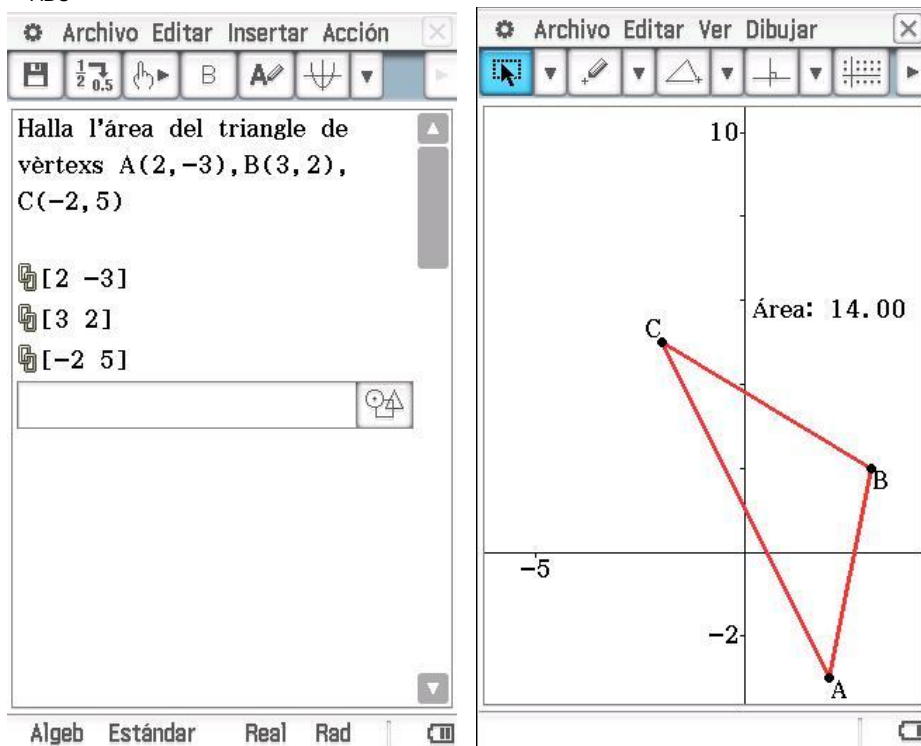 Archivo Editar Insertar Acción
B
Halla l'área del triangle de
vèrtexs A(2,-3),B(3,2),
C(-2,5)
[2 -3]
[3 2]
[-2 5]
Algeb Estándar Real Rad
Archivo Editar Ver Dibujar
10
Área: 14.00
C
B
-5
-2
A